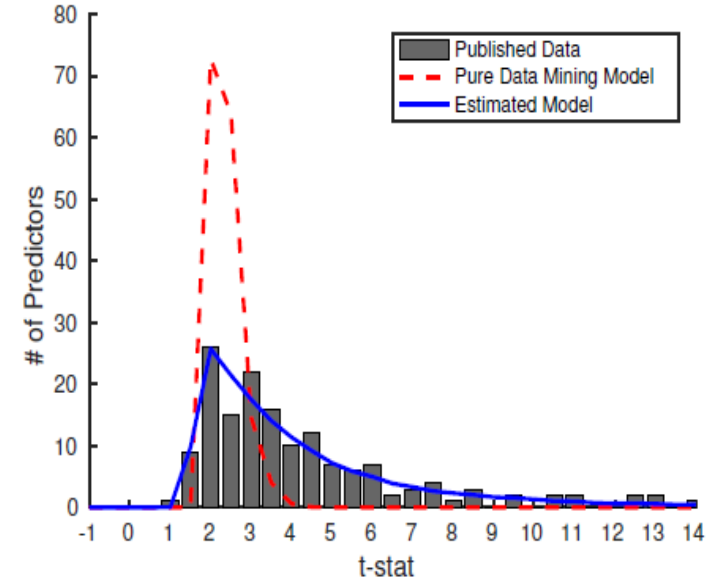 80
70
60
50
40
30
20
10
0
# of Predictors
Published Data
Pure Data Mining Model
Estimated Model
-1 0 1 2 3 4 5 6 7 8 9 10 11 12 13 14
t-stat